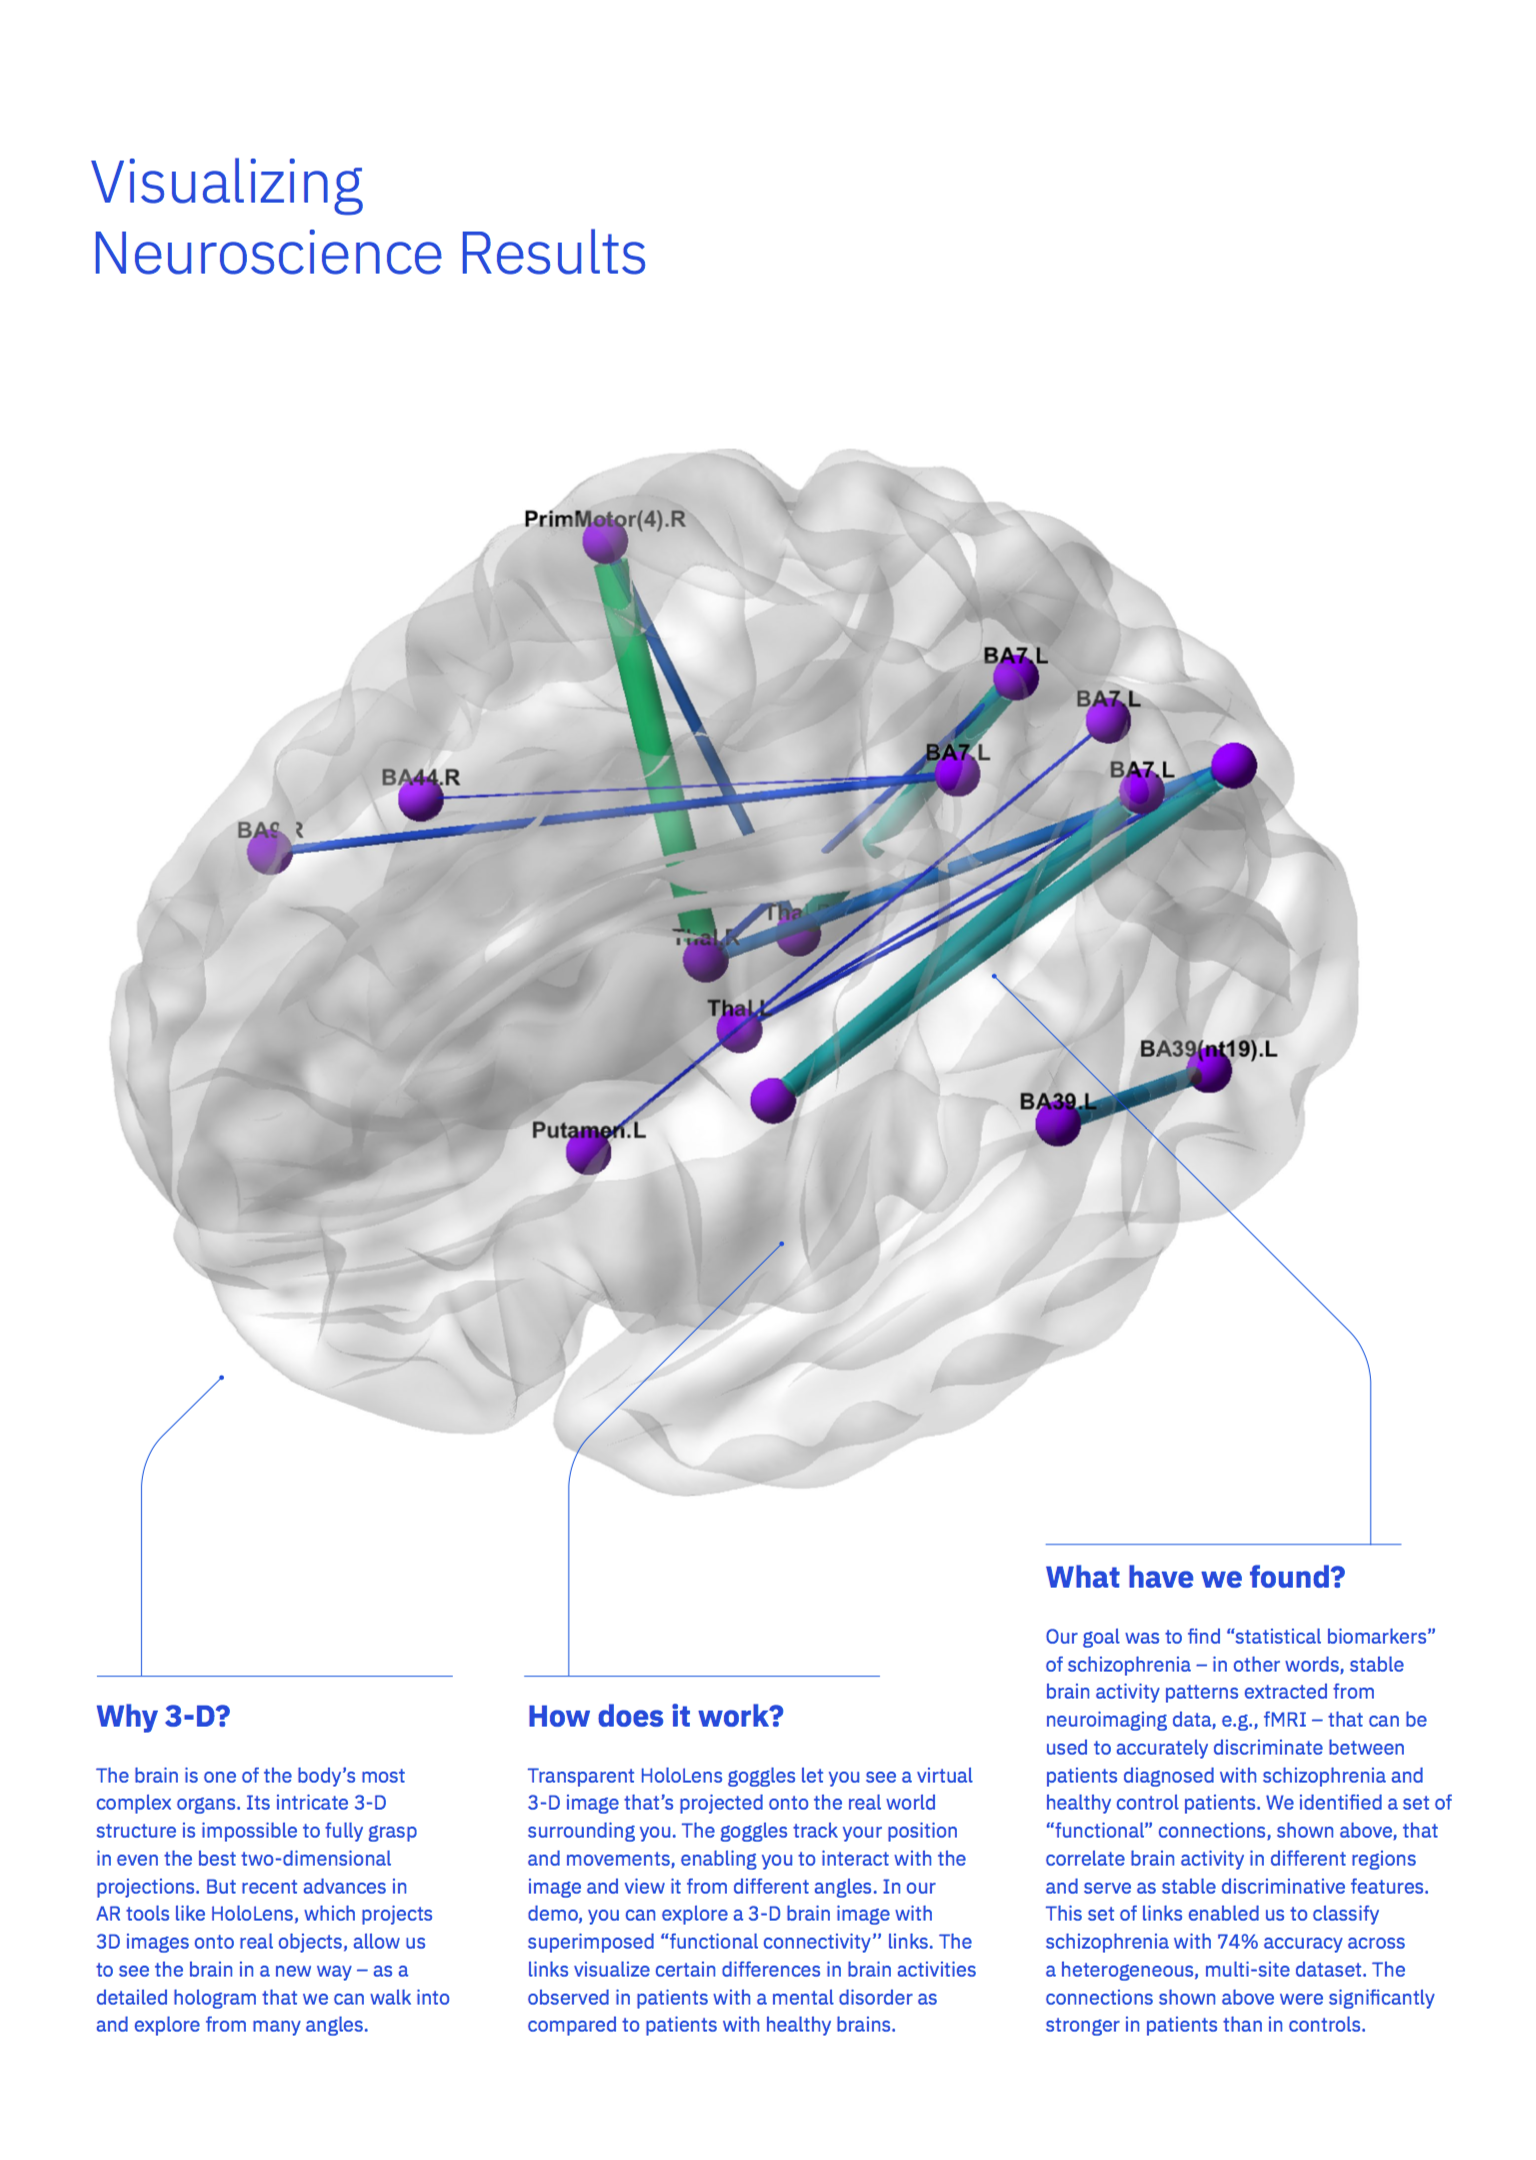 Visualizing
Neuroscience Results
PrimMotor(4).R
BA7.L
BA7.L
BA7.L
BA7.L
BA44.R
Thal.R
Thal.L
BA39(nt19).L
BA39.L
Putamen.L
Why 3-D?
The brain is one of the body’s most
complex organs. Its intricate 3-D
structure is impossible to fully grasp
in even the best two-dimensional
projections. But recent advances in
AR tools like HoloLens, which projects
3D images onto real objects, allow us
to see the brain in a new way – as a
detailed hologram that we can walk into
and explore from many angles.
How does it work?
Transparent HoloLens goggles let you see a virtual
3-D image that’s projected onto the real world
surrounding you. The goggles track your position
and movements, enabling you to interact with the
image and view it from different angles. In our
demo, you can explore a 3-D brain image with
superimposed “functional connectivity’’ links. The
links visualize certain differences in brain activities
observed in patients with a mental disorder as
compared to patients with healthy brains.
What have we found?
Our goal was to find “statistical biomarkers”
of schizophrenia – in other words, stable
brain activity patterns extracted from
neuroimaging data, e.g., fMRI – that can be
used to accurately discriminate between
patients diagnosed with schizophrenia and
healthy control patients. We identified a set of
“functional” connections, shown above, that
correlate brain activity in different regions
and serve as stable discriminative features.
This set of links enabled us to classify
schizophrenia with 74% accuracy across
a heterogeneous, multi-site dataset. The
connections shown above were significantly
stronger in patients than in controls.